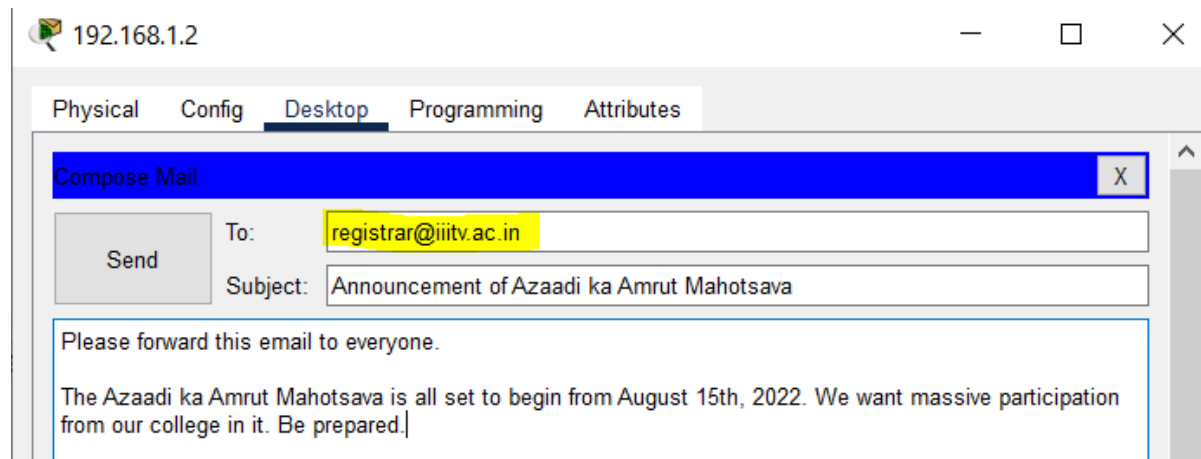 192.168.1.2
Physical Config Desktop Programming Attributes
Compose Mail X
Send
To: registrar@iiitv.ac.in
Subject: Announcement of Azaadi ka Amrut Mahotsava
Please forward this email to everyone.
The Azaadi ka Amrut Mahotsava is all set to begin from August 15th, 2022. We want massive participation
from our college in it. Be prepared.